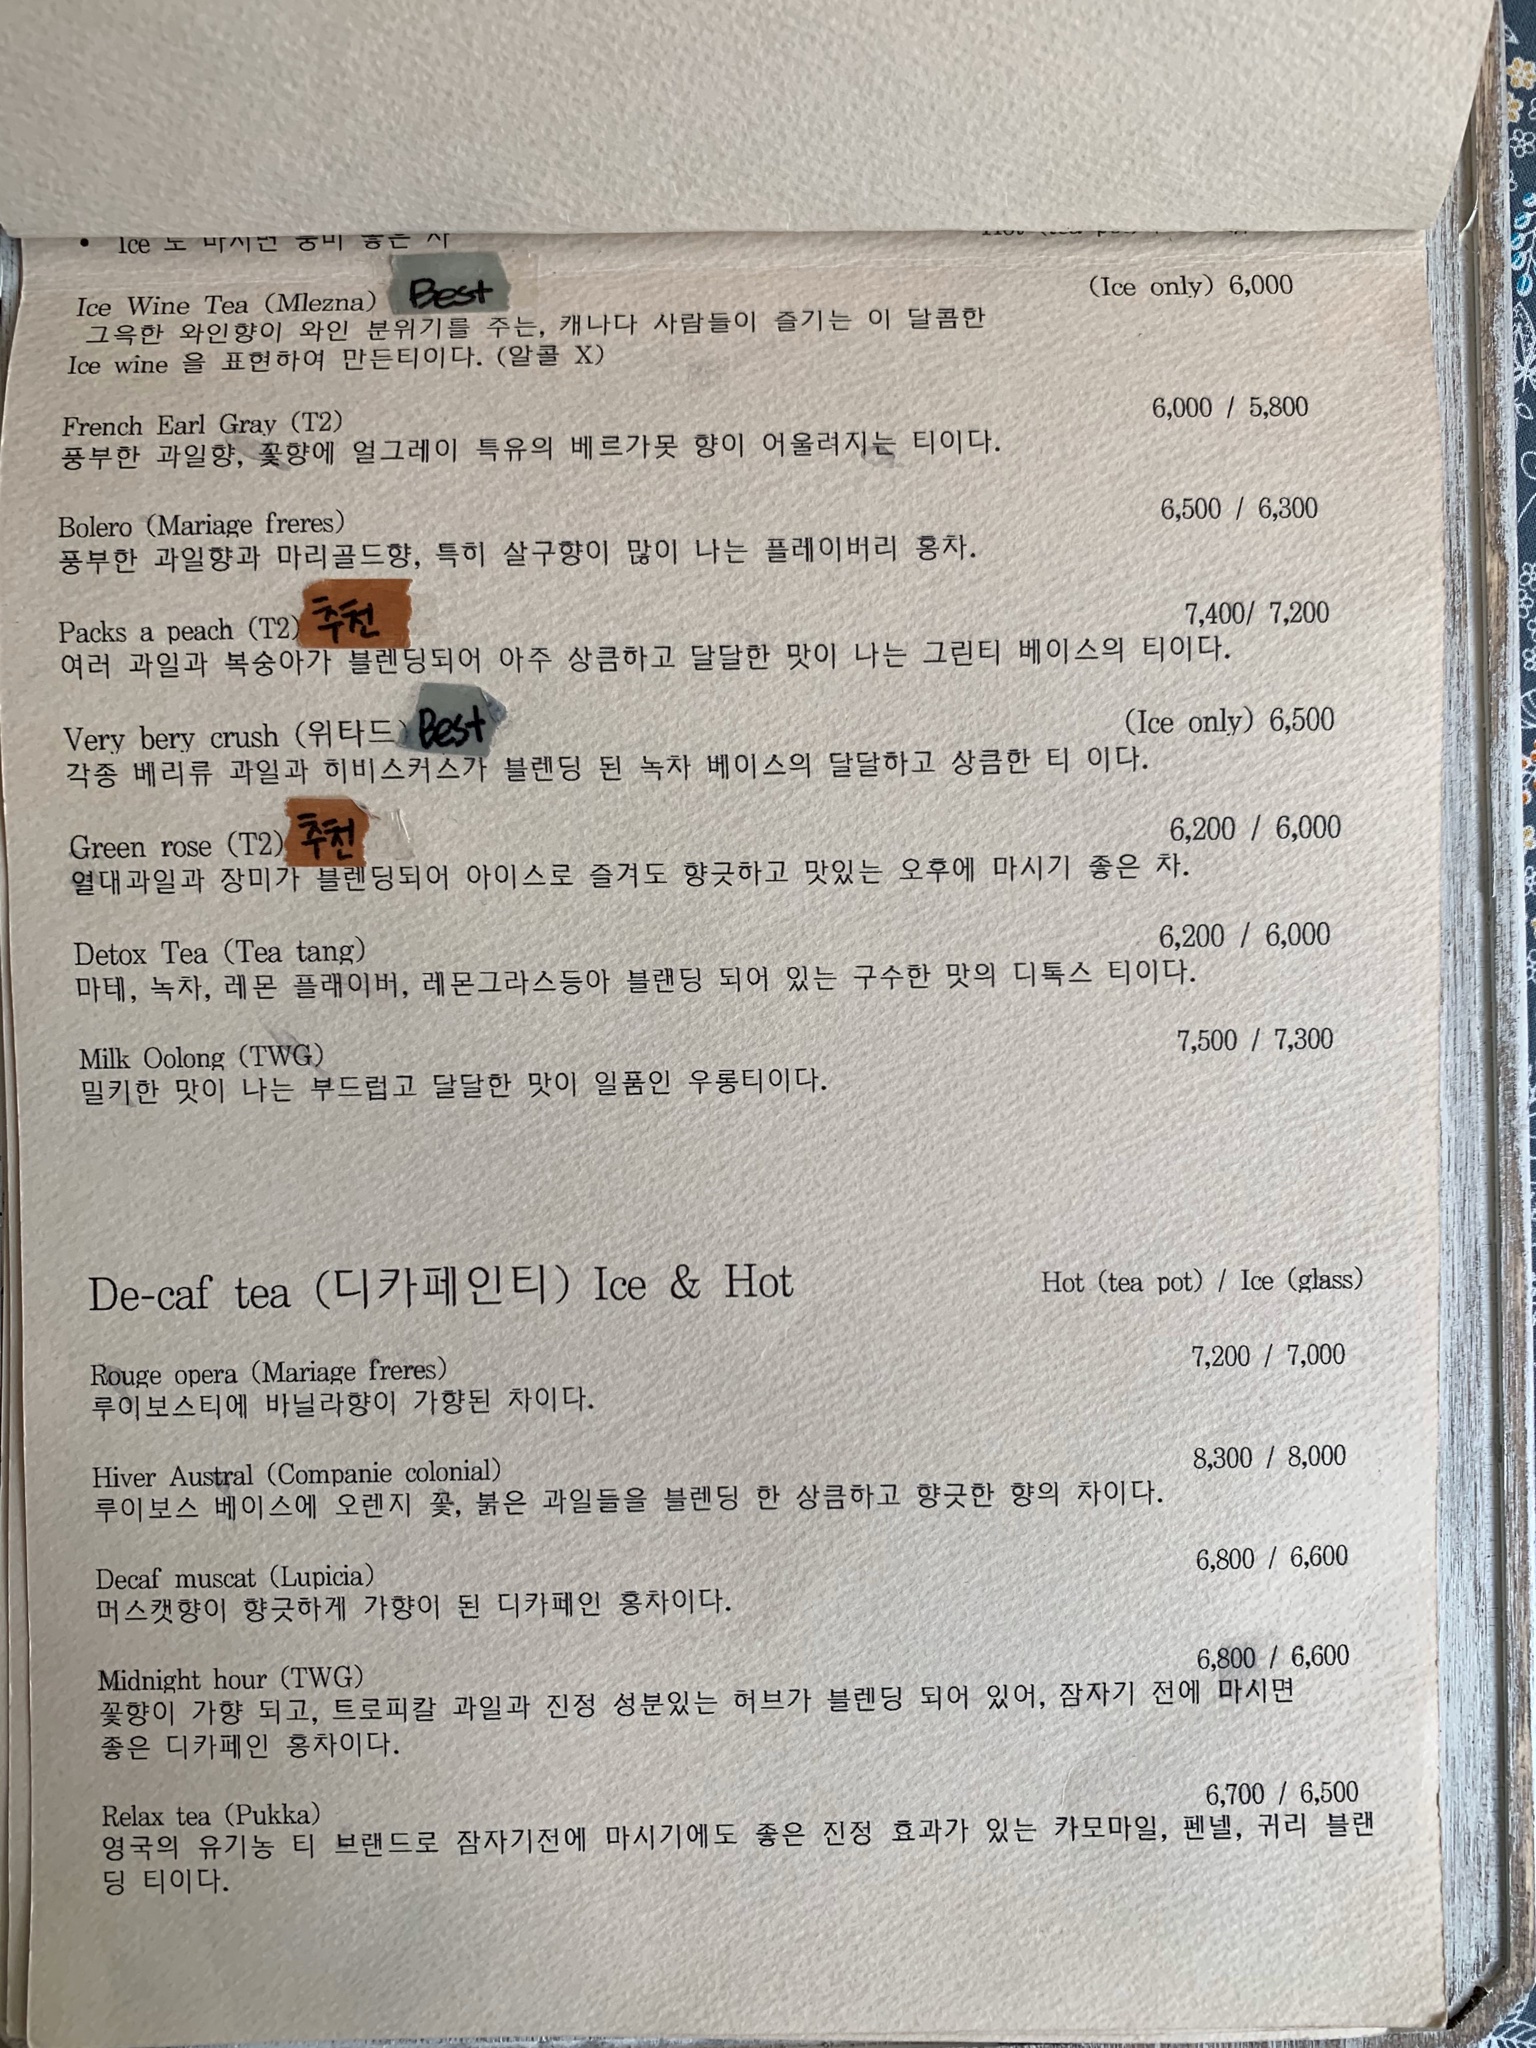 • Ice 로 마시면 풍미 좋은 차
Ice Wine Tea (Mlezna) Best (Ice only) 6,000
그윽한 와인향이 와인 분위기를 주는, 캐나다 사람들이 즐기는 이 달콤한
Ice wine 을 표현하여 만든티이다. (알콜 X)
French Earl Gray (T2) 6,000 / 5,800
풍부한 과일향, 꽃향에 얼그레이 특유의 베르가못 향이 어울려지는 티이다.
Bolero (Mariage freres) 6,500 / 6,300
풍부한 과일향과 마리골드향, 특히 살구향이 많이 나는 플레이버리 홍차.
Packs a peach (T2) 추천 7,400/ 7,200
여러 과일과 복숭아가 블렌딩되어 아주 상큼하고 달달한 맛이 나는 그린티 베이스의 티이다.
Very bery crush (위타드) Best (Ice only) 6,500
각종 베리류 과일과 히비스커스가 블렌딩 된 녹차 베이스의 달달하고 상큼한 티 이다.
Green rose (T2) 추천 6,200 / 6,000
열대과일과 장미가 블렌딩되어 아이스로 즐겨도 향긋하고 맛있는 오후에 마시기 좋은 차.
Detox Tea (Tea tang) 6,200 / 6,000
마테, 녹차, 레몬 플래이버, 레몬그라스등아 블랜딩 되어 있는 구수한 맛의 디톡스 티이다.
Milk Oolong (TWG) 7,500 / 7,300
밀키한 맛이 나는 부드럽고 달달한 맛이 일품인 우롱티이다.
De-caf tea (디카페인티) Ice & Hot Hot (tea pot) / Ice (glass)
Rouge opera (Mariage freres) 7,200 / 7,000
루이보스티에 바닐라향이 가향된 차이다.
Hiver Austral (Companie colonial) 8,300 / 8,000
루이보스 베이스에 오렌지 꽃, 붉은 과일들을 블렌딩 한 상큼하고 향긋한 향의 차이다.
Decaf muscat (Lupicia) 6,800 / 6,600
머스캣향이 향긋하게 가향이 된 디카페인 홍차이다.
Midnight hour (TWG) 6,800 / 6,600
꽃향이 가향 되고, 트로피칼 과일과 진정 성분있는 허브가 블렌딩 되어 있어, 잠자기 전에 마시면
좋은 디카페인 홍차이다.
Relax tea (Pukka) 6,700 / 6,500
영국의 유기농 티 브랜드로 잠자기전에 마시기에도 좋은 진정 효과가 있는 카모마일, 펜넬, 귀리 블랜
딩 티이다.